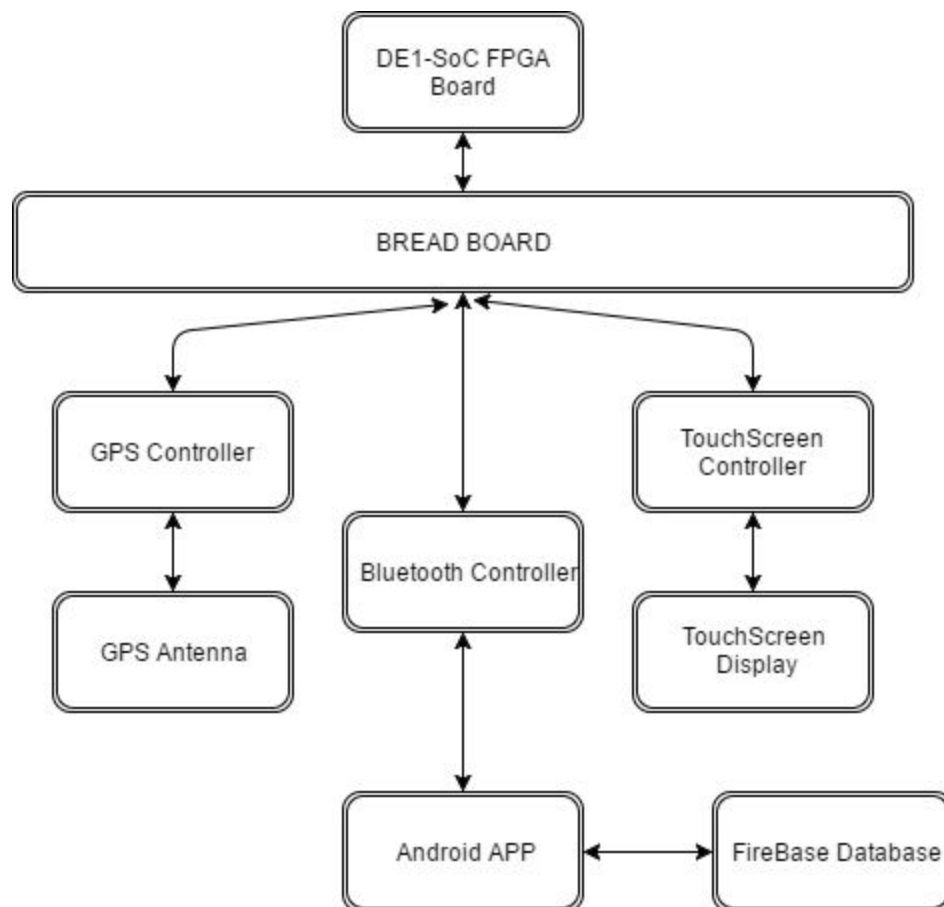 DE1-SoC FPGA
Board
BREAD BOARD
GPS Controller
TouchScreen
Controller
Bluetooth Controller
GPS Antenna
TouchScreen
Display
Android APP
FireBase Database